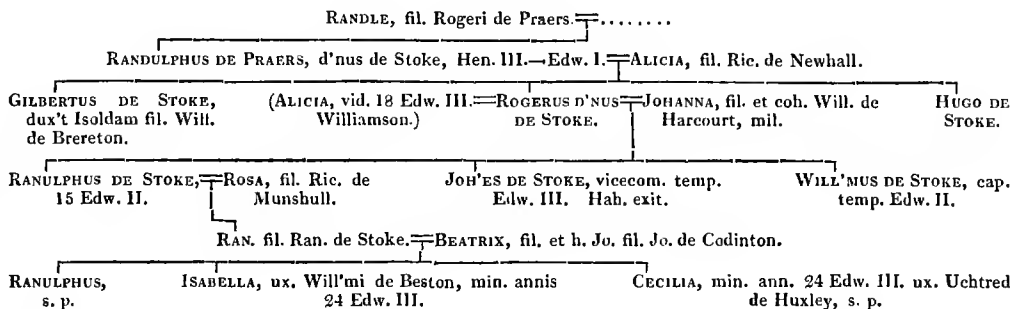 RANDLE, fil. Rogeri de Praers.
RANDULPHUS DE PRAERS, d'nus de Stoke, Hen. III.—Edw. I. ALICIA, fil. Ric. de Newhall.
GILBERTUS DE STOKE, dux't Isoldam fil. Will. de Brereton.
(ALICIA, vid. 18 Edw. III. Williamson.)
ROGERUS D'NUS DE STOKE.
JOHANNA, fil. et coh. Will. de Harcourt, mil.
HUGO DE STOKE.
RANULPHUS DE STOKE, 15 Edw. II.
ROSA, fil. Ric. de Munshull.
JOH'ES DE STOKE, vicecom. temp. Edw. III. Hab. exit.
WILL'MUS DE STOKE, cap. temp. Edw. II.
RAN. fil. Ran. de Stoke. BEATRIX, fil. et h. Jo. fil. Jo. de Codinton.
RANULPHUS, s. p.
ISABELLA, ux. Will'mi de Beston, min. annis 24 Edw. III.
CECILIA, min. ann. 24 Edw. III. ux. Uchtred de Huxley, s. p.